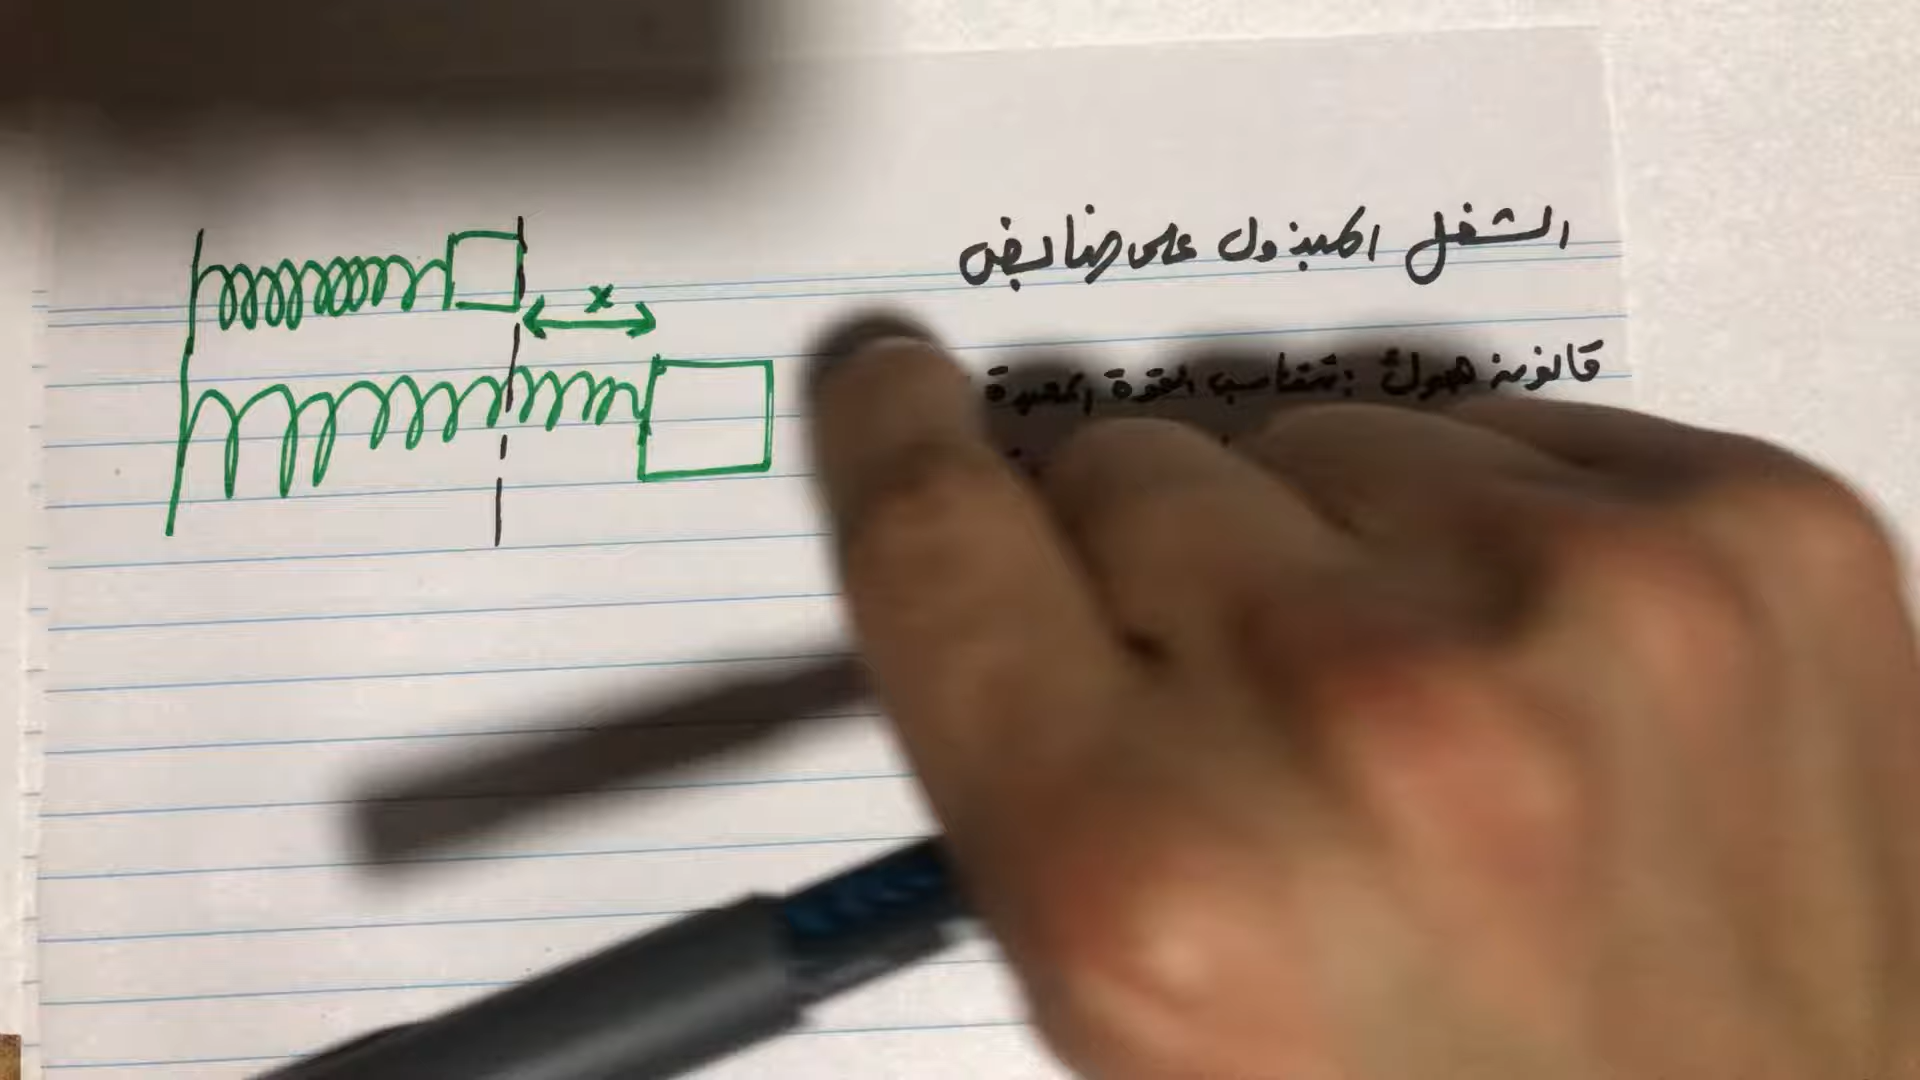 الشغل المبذول على نابض
x
قانون هوك : تتناسب القوة المعيدة